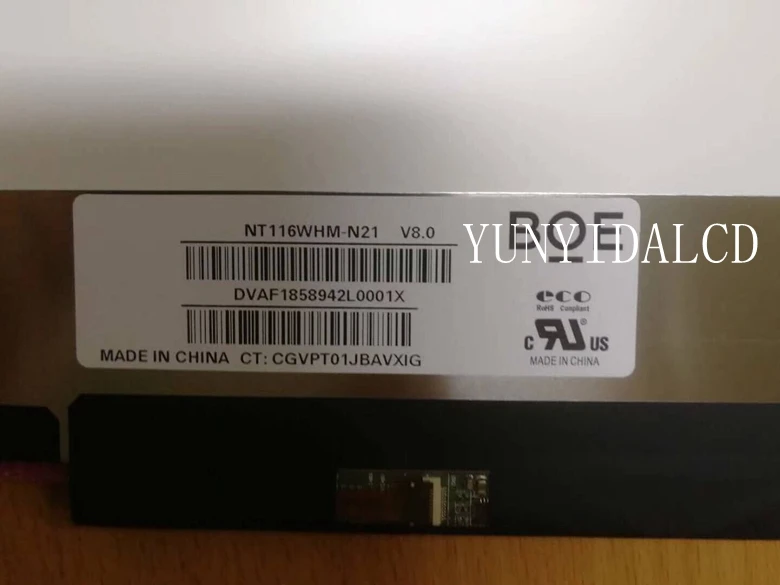 NT116WHM-N21 V8.0
BOE
YUNYIDALCD
DVAF1858942L0001X
eco
RoHS Compliant
c RU US
MADE IN CHINA
MADE IN CHINA CT: CGVPT01JBAVXIG